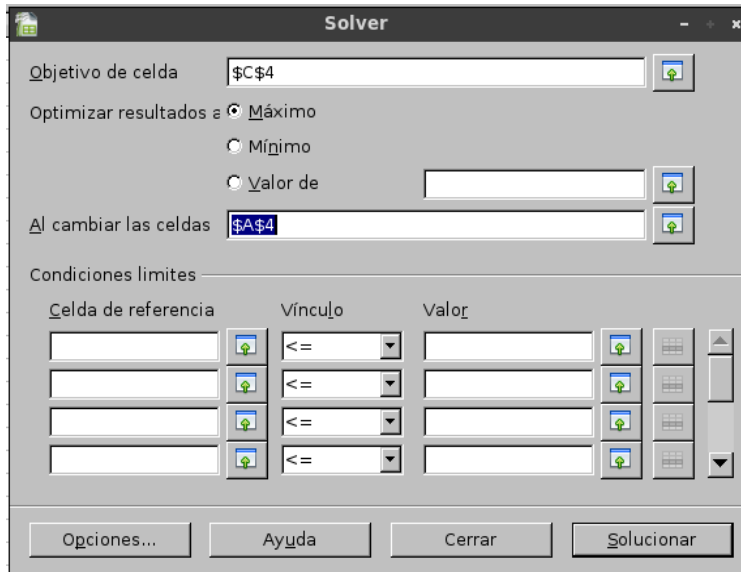 Solver
Objetivo de celda $C$4
Optimizar resultados a Máximo
Mínimo
Valor de
Al cambiar las celdas $A$4
Condiciones limites
Celda de referencia Vínculo Valor
<=
<=
<=
<=
Opciones... Ayuda Cerrar Solucionar